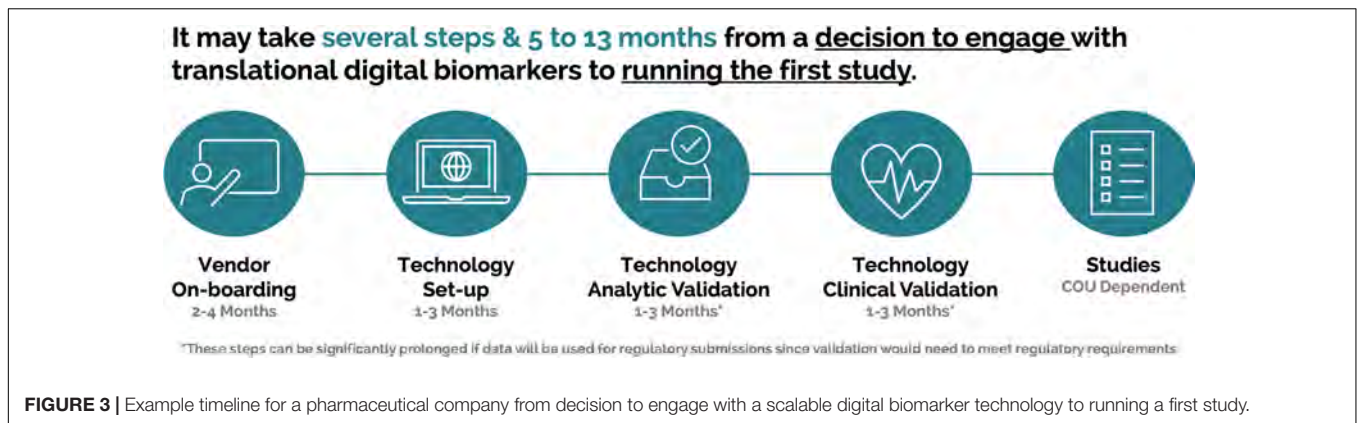 It may take several steps & 5 to 13 months from a decision to engage with
translational digital biomarkers to running the first study.
Vendor
On-boarding
2-4 Months
Technology
Set-up
1-3 Months
Technology
Analytic Validation
1-3 Months*
Technology
Clinical Validation
1-3 Months*
Studies
COU Dependent
*These steps can be significantly prolonged if data will be used for regulatory submissions since validation would need to meet regulatory requirements
FIGURE 3 | Example timeline for a pharmaceutical company from decision to engage with a scalable digital biomarker technology to running a first study.